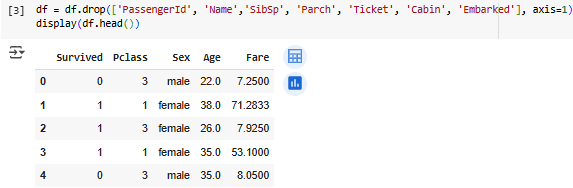 [3] df = df.drop(['PassengerId', 'Name','SibSp', 'Parch', 'Ticket', 'Cabin', 'Embarked'], axis=1)
display(df.head())
Survived Pclass Sex Age Fare
0 0 3 male 22.0 7.2500
1 1 1 female 38.0 71.2833
2 1 3 female 26.0 7.9250
3 1 1 female 35.0 53.1000
4 0 3 male 35.0 8.0500